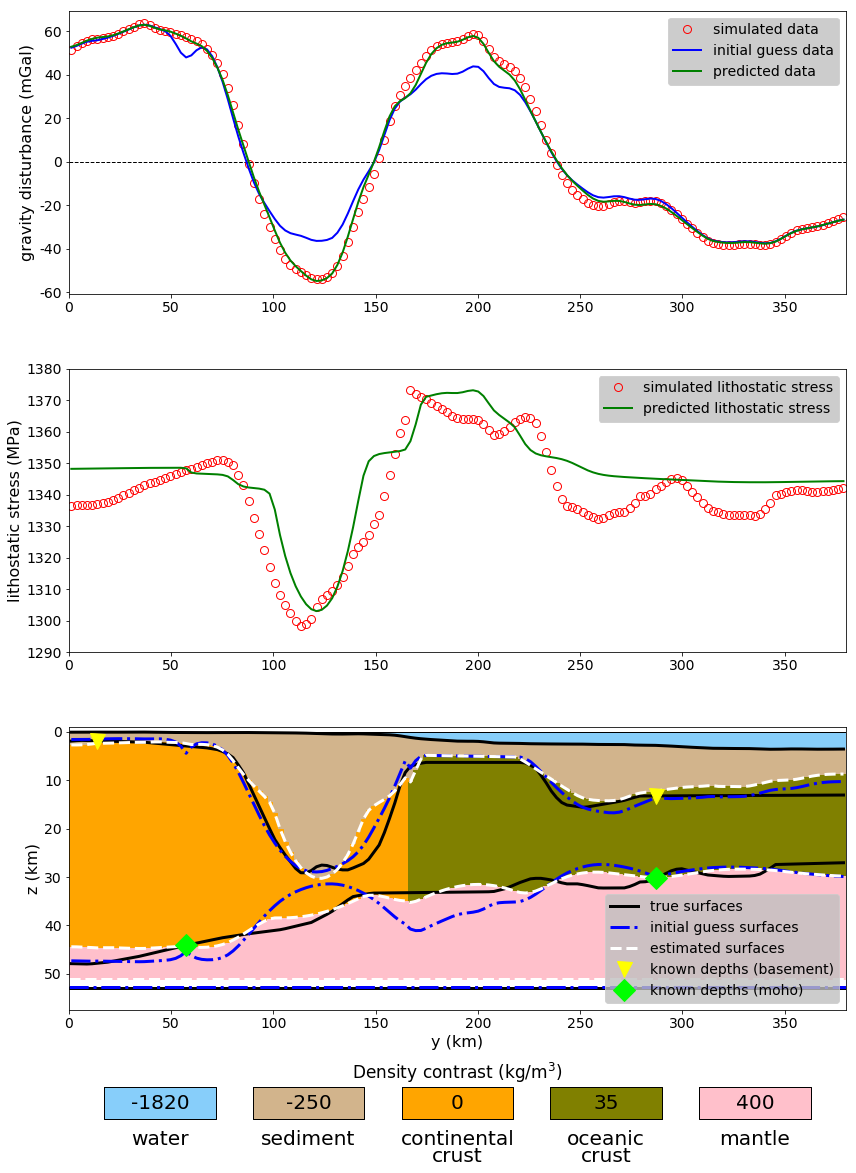 60
40
20
0
-20
-40
-60
gravity disturbance (mGal)
simulated data
initial guess data
predicted data
0 50 100 150 200 250 300 350
1380
1370
1360
1350
1340
1330
1320
1310
1300
1290
lithostatic stress (MPa)
simulated lithostatic stress
predicted lithostatic stress
0 50 100 150 200 250 300 350
0
10
20
30
40
50
z (km)
true surfaces
initial guess surfaces
estimated surfaces
known depths (basement)
known depths (moho)
0 50 100 150 200 250 300 350
y (km)
Density contrast (kg/m³)
-1820 -250 0 35 400
water sediment continental oceanic mantle
crust crust